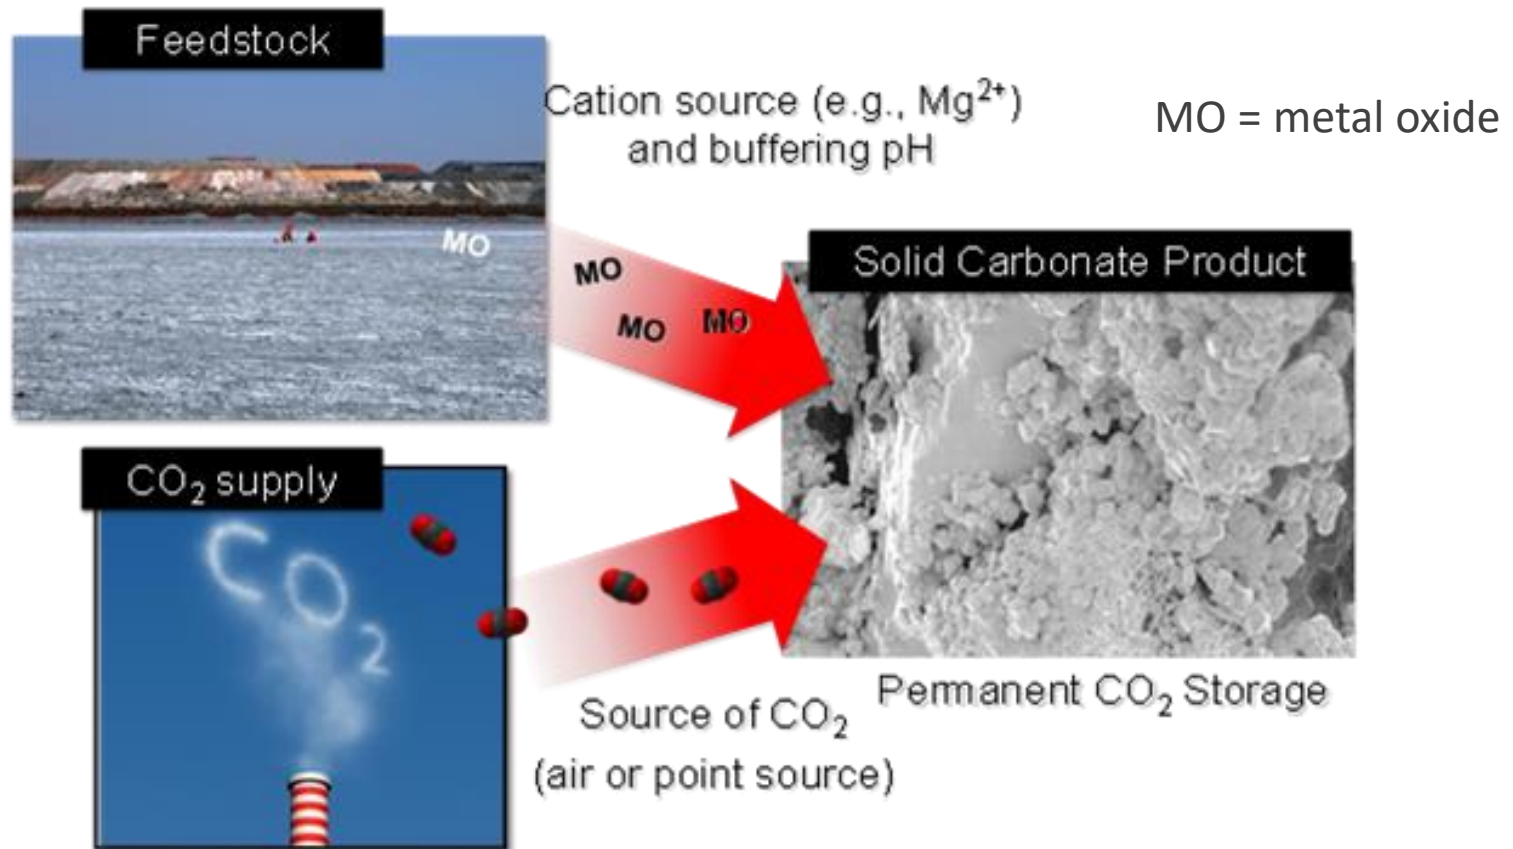 Feedstock
Cation source (e.g., Mg²⁺)
and buffering pH
MO = metal oxide
MO
MO
MO
MO
Solid Carbonate Product
CO₂ supply
CO₂
Source of CO₂
(air or point source)
Permanent CO₂ Storage